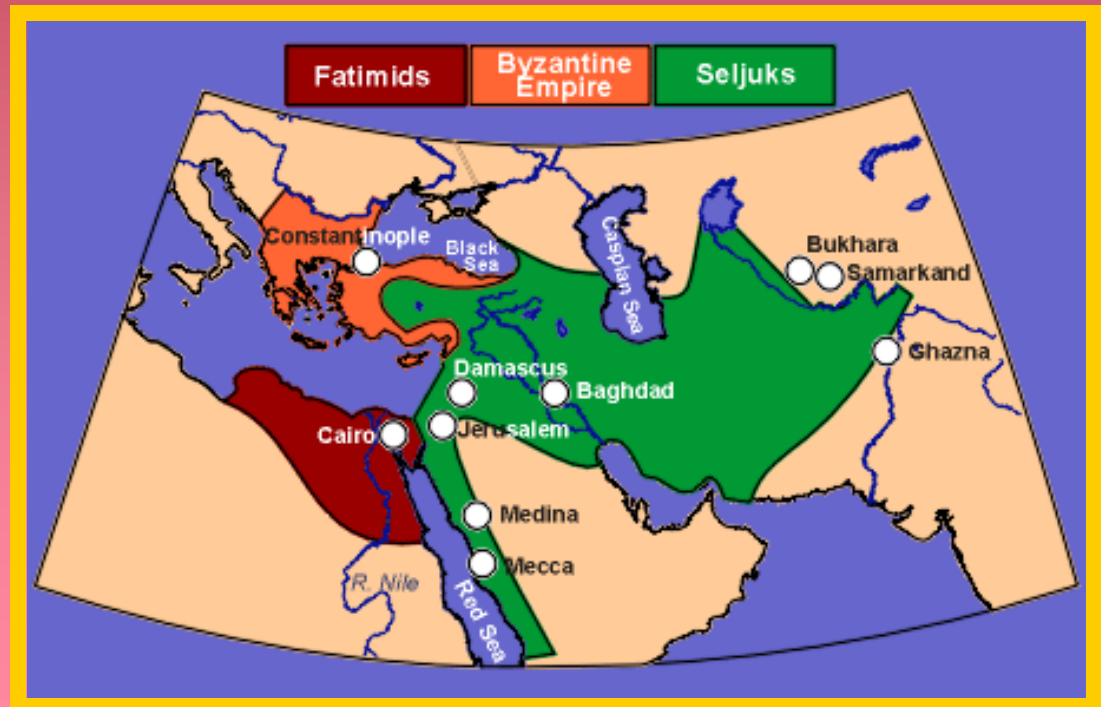 Fatimids
Byzantine
Empire
Seljuks
Constantinople
Black
Sea
Caspian Sea
Bukhara
Samarkand
Ghazna
Damascus
Baghdad
Jerusalem
Cairo
Medina
Mecca
R. Nile
Red Sea